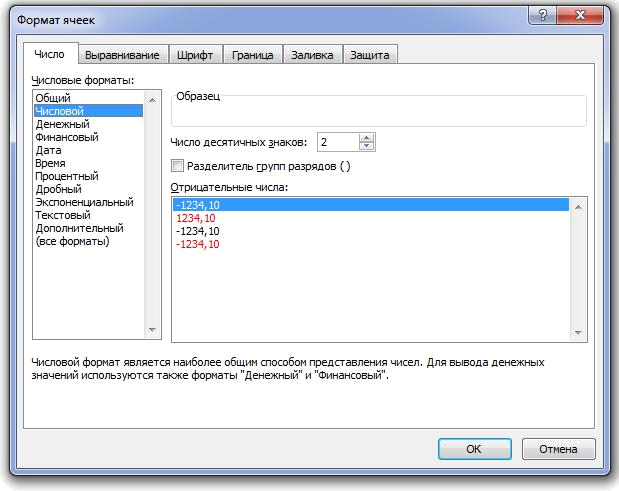 Формат ячеек
?
Число Выравнивание Шрифт Граница Заливка Защита
Числовые форматы:
Общий
Числовой
Денежный
Финансовый
Дата
Время
Процентный
Дробный
Экспоненциальный
Текстовый
Дополнительный
(все форматы)
Образец
Число десятичных знаков: 2
Разделитель групп разрядов ( )
Отрицательные числа:
-1234,10
1234,10
-1234,10
-1234,10
Числовой формат является наиболее общим способом представления чисел. Для вывода денежных
значений используются также форматы "Денежный" и "Финансовый".
ОК Отмена